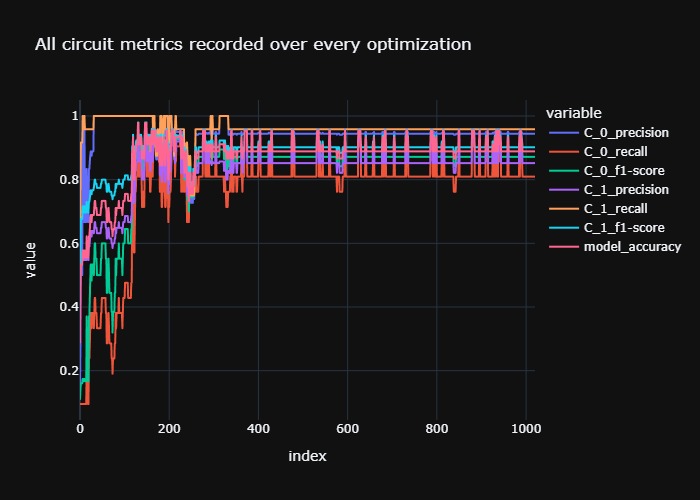 All circuit metrics recorded over every optimization
variable
C_0_precision
C_0_recall
C_0_f1-score
C_1_precision
C_1_recall
C_1_f1-score
model_accuracy
value
1
0.8
0.6
0.4
0.2
0 200 400 600 800 1000
index